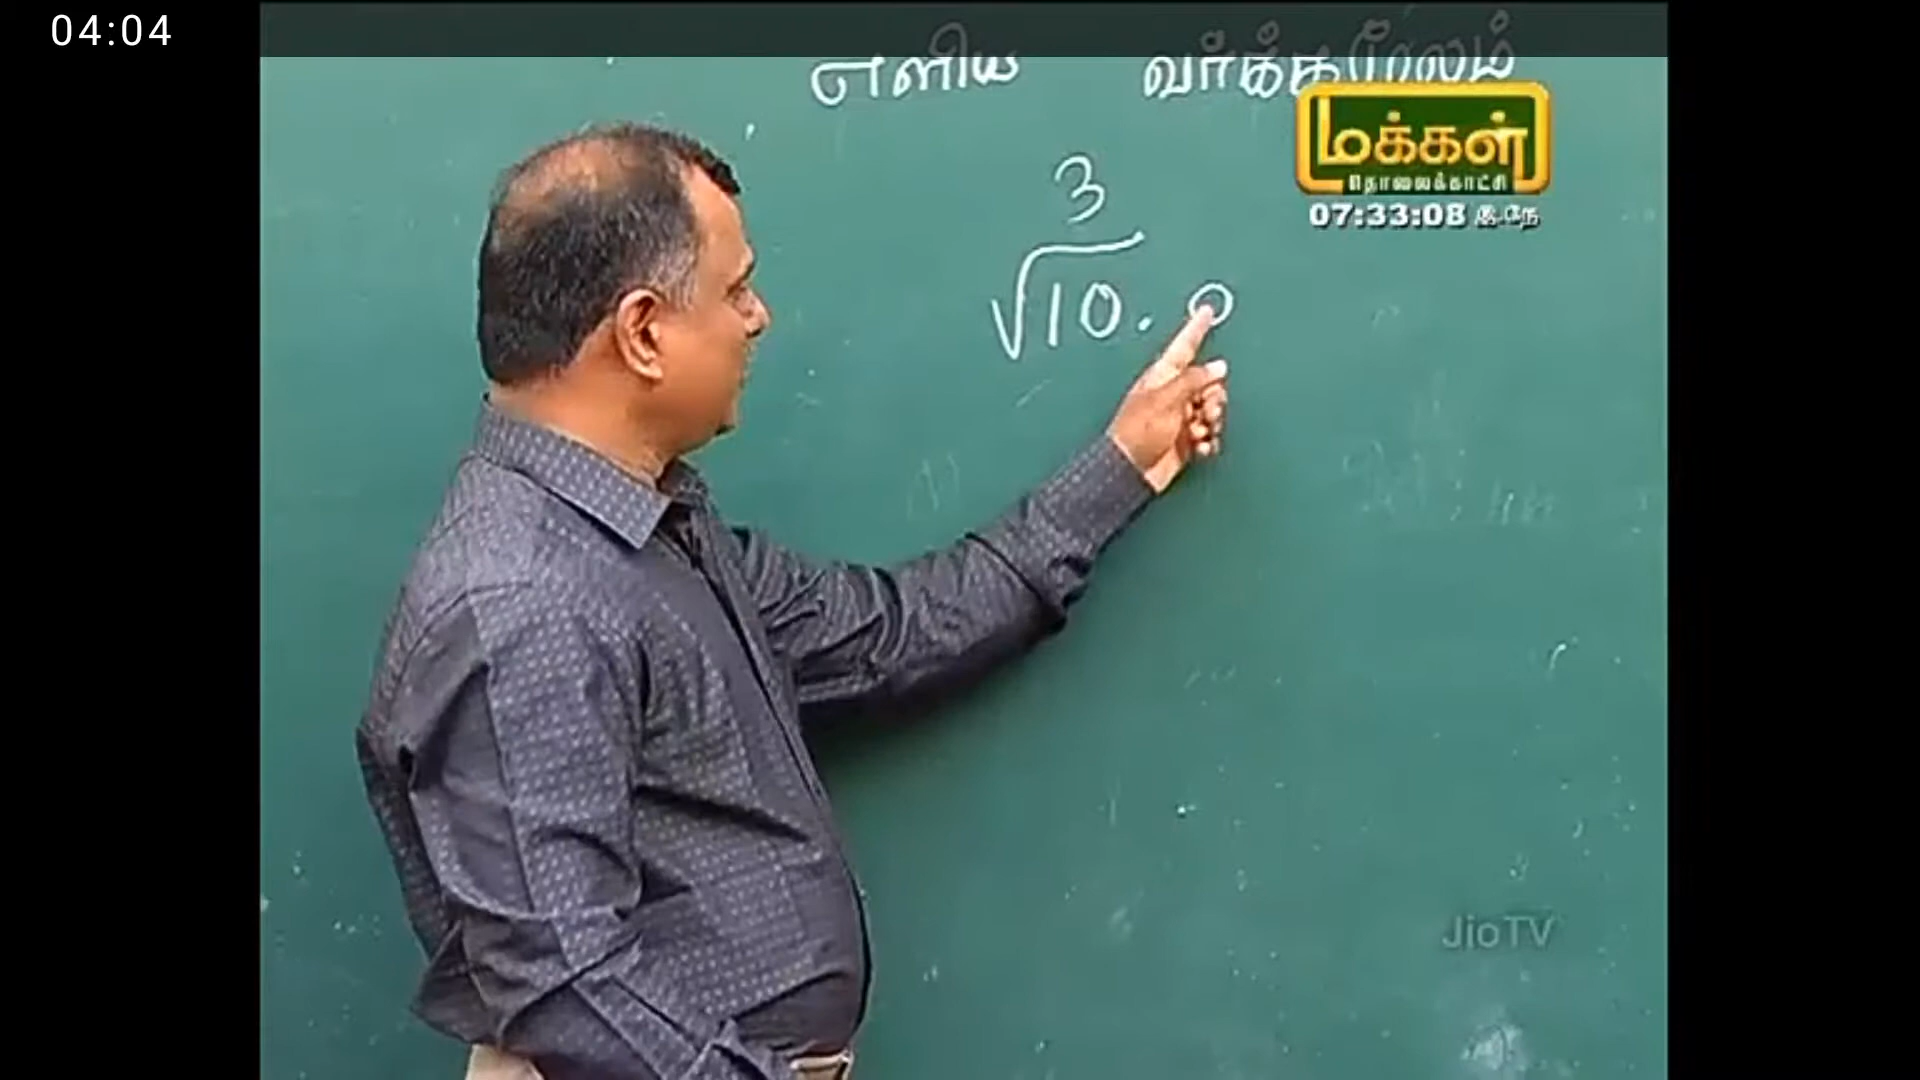 04:04
எளிய வர்க்கமூலம்
மக்கள்
தொலைக்காட்சி
07:33:08 இ.நே
3
√10.0
JioTV